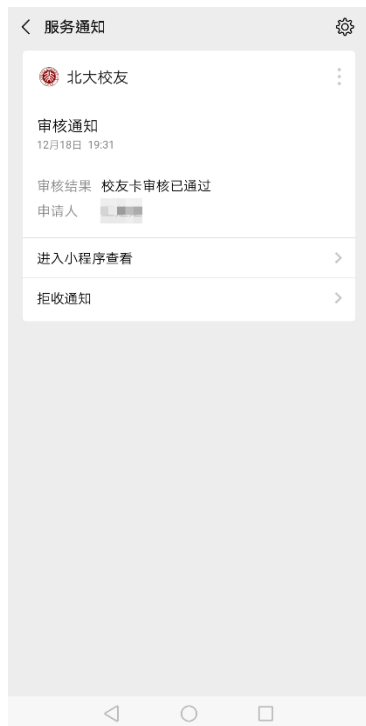 服务通知
北大校友
审核通知
12月18日 19:31
审核结果 校友卡审核已通过
申请人
进入小程序查看
拒收通知